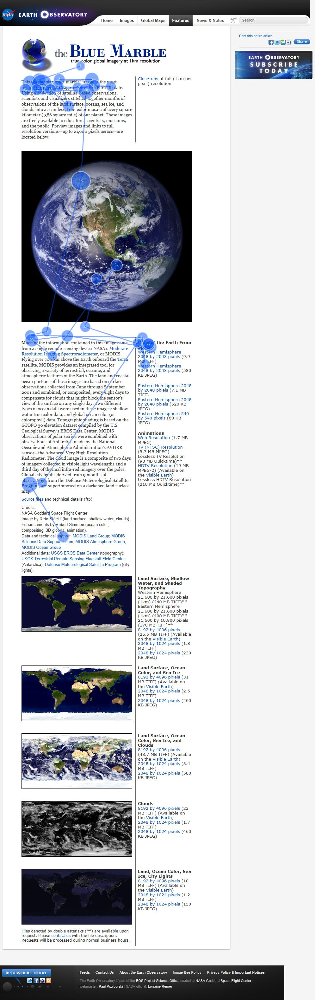 NASA EARTH OBSERVATORY
Home Images Global Maps Features News & Notes Search
Print this entire article
Share
EARTH OBSERVATORY
SUBSCRIBE
TODAY
the BLUE MARBLE
true-color global imagery at 1km resolution
This spectacular "blue marble" image is the most
detailed true-color image of the entire Earth to date.
Using a collection of satellite-based observations,
scientists and visualizers stitched together months of
observations of the land surface, oceans, sea ice, and
clouds into a seamless, true-color mosaic of every square
kilometer (.386 square mile) of our planet. These images
are freely available to educators, scientists, museums,
and the public. Preview images and links to full
resolution versions—up to 21,600 pixels across—are
located below.
Close-ups at full (1km per
pixel) resolution
16
24
23
Much of the information contained in this image came
from a single remote-sensing device-NASA's Moderate
Resolution Imaging Spectroradiometer, or MODIS.
Flying over 700 km above the Earth onboard the Terra
satellite, MODIS provides an integrated tool for
observing a variety of terrestrial, oceanic, and
atmospheric features of the Earth. The land and coastal
ocean portions of these images are based on surface
observations collected from June through September
2001 and combined, or composited, every eight days to
compensate for clouds that might block the sensor's
view of the surface on any single day. Two different
types of ocean data were used in these images: shallow
water true color data, and global ocean color (or
chlorophyll) data. Topographic shading is based on the
GTOPO 30 elevation dataset compiled by the U.S.
Geological Survey's EROS Data Center. MODIS
observations of polar sea ice were combined with
observations of Antarctica made by the National
Oceanic and Atmospheric Administration's AVHRR
sensor—the Advanced Very High Resolution
Radiometer. The cloud image is a composite of two days
of imagery collected in visible light wavelengths and a
third day of thermal infra-red imagery over the poles.
Global city lights, derived from 9 months of
observations from the Defense Meteorological Satellite
Program, are superimposed on a darkened land surface
map.
Source files and technical details (ftp)
Credits:
NASA Goddard Space Flight Center
Image by Reto Stöckli (land surface, shallow water, clouds).
Enhancements by Robert Simmon (ocean color,
compositing, 3D globes, animation).
Data and technical support: MODIS Land Group; MODIS
Science Data Support Team; MODIS Atmosphere Group;
MODIS Ocean Group
Additional data: USGS EROS Data Center (topography);
USGS Terrestrial Remote Sensing Flagstaff Field Center
(Antarctica); Defense Meteorological Satellite Program (city
lights).
of the Earth From
Western Hemisphere
2048 by 2048 pixels (9.9
MB TIFF)
Western Hemisphere
2048 by 2048 pixels (580
KB JPEG)
Eastern Hemisphere 2048
by 2048 pixels (7.1 MB
TIFF)
Eastern Hemisphere 2048
by 2048 pixels (520 KB
JPEG)
Eastern Hemisphere 540
by 540 pixels (60 KB
JPEG)
Animations
Web Resolution (1.7 MB
MPEG)
TV (NTSC) Resolution
(5.7 MB MPEG)
Lossless TV Resolution
(98 MB Quicktime)**
HDTV Resolution (19 MB
MPEG-2) (Available on
the Visible Earth)
Lossless HDTV Resolution
(210 MB Quicktime)**
Land Surface, Shallow
Water, and Shaded
Topography
Western Hemisphere
21,600 by 21,600 pixels
(1km) (240 MB TIFF)**
Eastern Hemisphere
21,600 by 21,600 pixels
(1km) (400 MB TIFF)**
21,600 by 10,800 pixels
(170 MB TIFF)**
8192 by 4096 pixels
(26.5 MB TIFF) (Available
on the Visible Earth)
2048 by 1024 pixels (1.8
MB TIFF)
2048 by 1024 pixels (230
KB JPEG)
Land Surface, Ocean
Color, and Sea Ice
8192 by 4096 pixels (31
MB TIFF) (Available on
the Visible Earth)
2048 by 1024 pixels (2.5
MB TIFF)
2048 by 1024 pixels (260
KB JPEG)
Land Surface, Ocean
Color, Sea Ice, and
Clouds
8192 by 4096 pixels
(48.7 MB TIFF) (Available
on the Visible Earth)
2048 by 1024 pixels (3.4
MB TIFF)
2048 by 1024 pixels (580
KB JPEG)
Clouds
8192 by 4096 pixels (23
MB TIFF) (Available on
the Visible Earth)
2048 by 1024 pixels (1.7
MB TIFF)
2048 by 1024 pixels (460
KB JPEG)
Land, Ocean Color, Sea
Ice, City Lights
8192 by 4096 pixels (10
MB TIFF) (Available on
the Visible Earth)
2048 by 1024 pixels (1.2
MB TIFF)
2048 by 1024 pixels (150
KB JPEG)
Files denoted by double asterisks (**) are available upon
request. Please contact us with the file description.
Requests will be processed during normal business hours.
SUBSCRIBE TODAY
Feeds Contact Us About the Earth Observatory Image Use Policy Privacy Policy & Important Notices
The Earth Observatory is part of the EOS Project Science Office located at NASA Goddard Space Flight Center
webmaster: Paul Przyborski | NASA official: Lorraine Remer